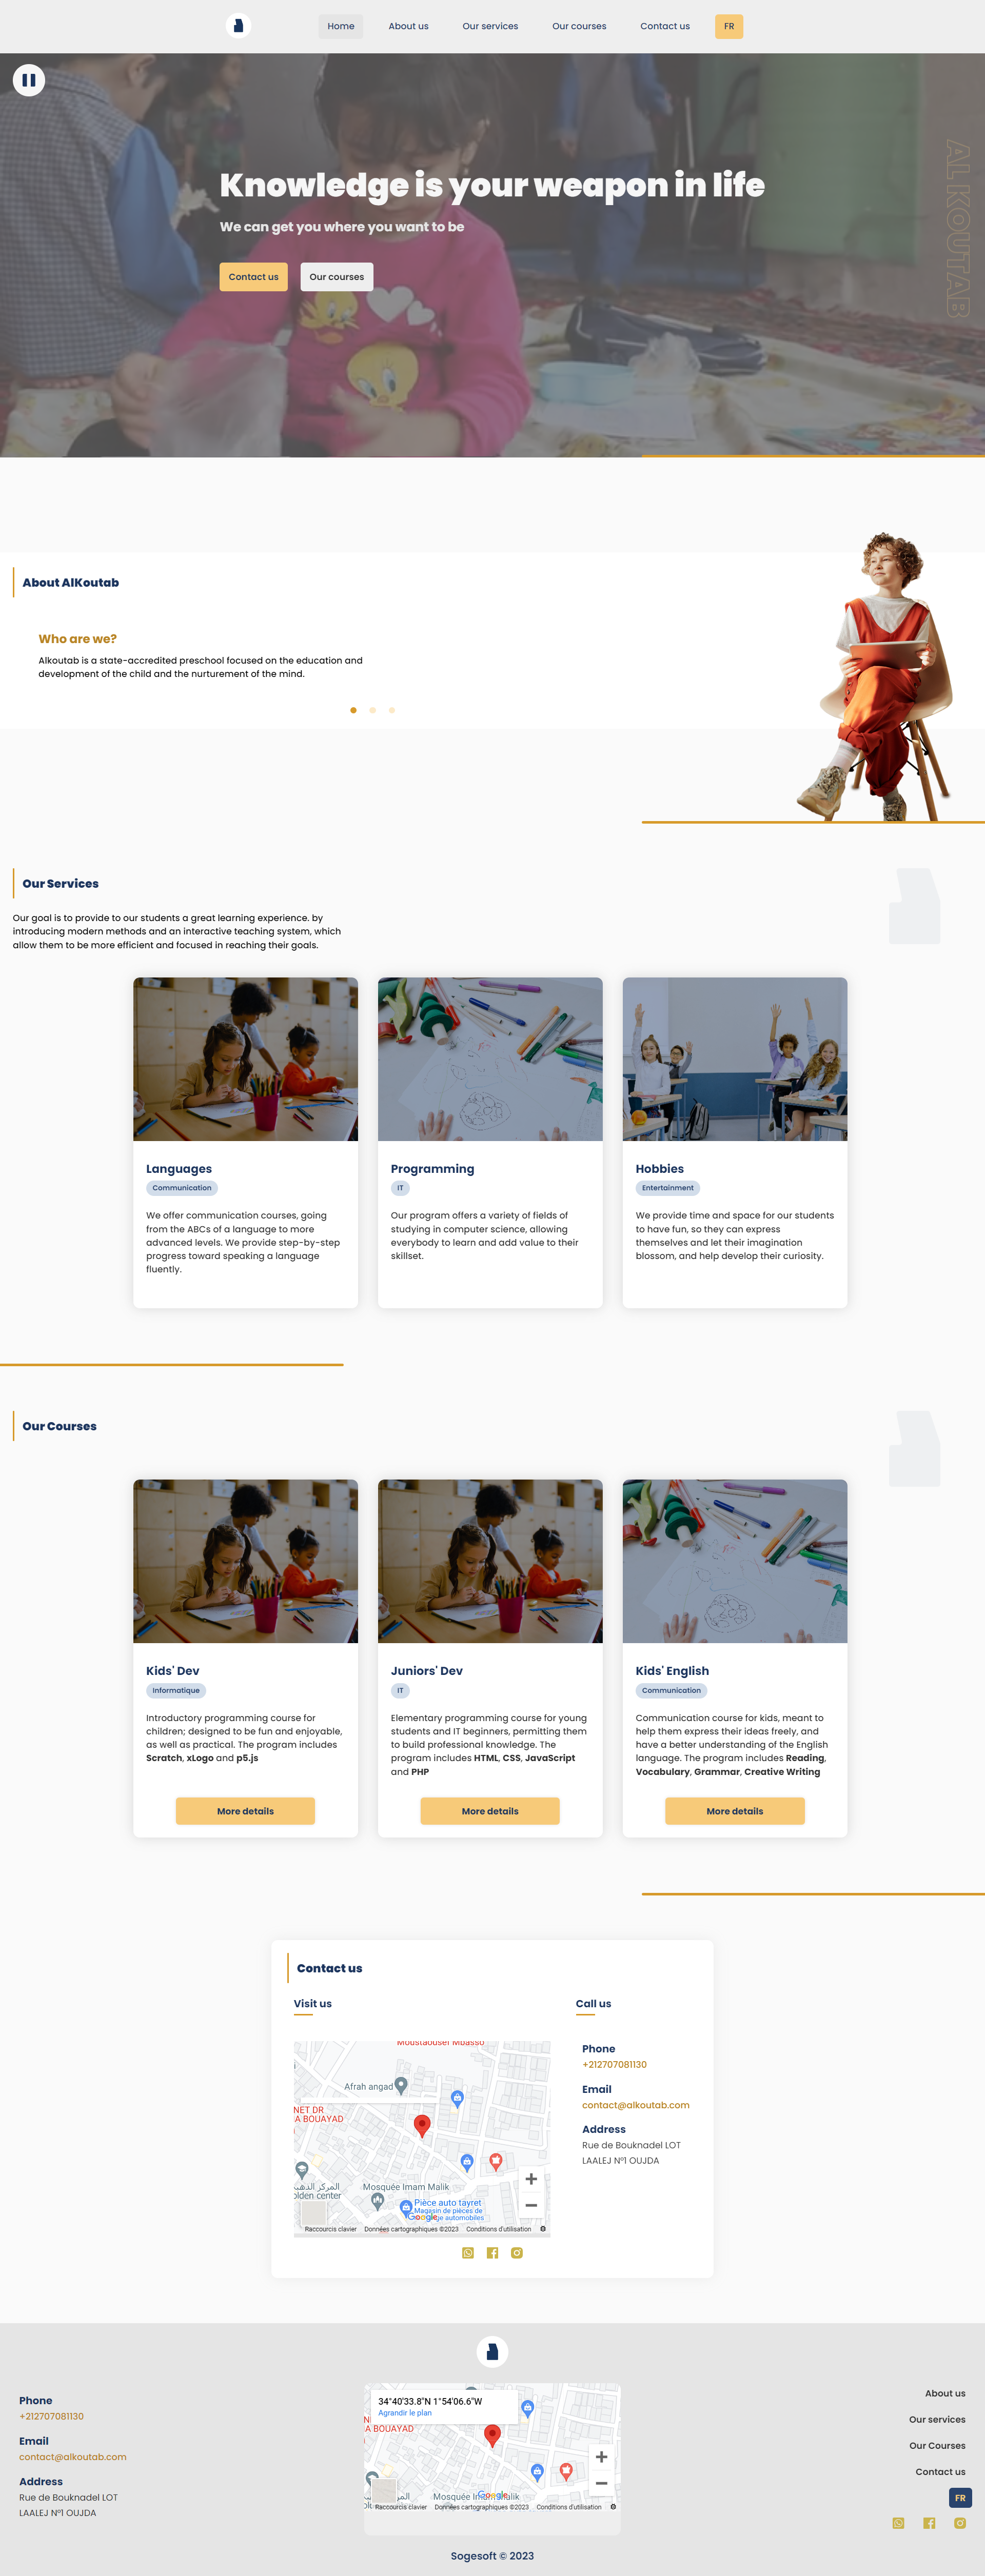 Home
About us
Our services
Our courses
Contact us
FR
AL KOUTAB
Knowledge is your weapon in life
We can get you where you want to be
Contact us
Our courses
About AlKoutab
Who are we?
Alkoutab is a state-accredited preschool focused on the education and
development of the child and the nurturement of the mind.
Our Services
Our goal is to provide to our students a great learning experience. by
introducing modern methods and an interactive teaching system, which
allow them to be more efficient and focused in reaching their goals.
Languages
Communication
We offer communication courses, going
from the ABCs of a language to more
advanced levels. We provide step-by-step
progress toward speaking a language
fluently.
Programming
IT
Our program offers a variety of fields of
studying in computer science, allowing
everybody to learn and add value to their
skillset.
Hobbies
Entertainment
We provide time and space for our students
to have fun, so they can express
themselves and let their imagination
blossom, and help develop their curiosity.
Our Courses
Kids' Dev
Informatique
Introductory programming course for
children; designed to be fun and enjoyable,
as well as practical. The program includes
Scratch, xLogo and p5.js
More details
Juniors' Dev
IT
Elementary programming course for young
students and IT beginners, permitting them
to build professional knowledge. The
program includes HTML, CSS, JavaScript
and PHP
More details
Kids' English
Communication
Communication course for kids, meant to
help them express their ideas freely, and
have a better understanding of the English
language. The program includes Reading,
Vocabulary, Grammar, Creative Writing
More details
Contact us
Visit us
Afrah angad
NET DR
A BOUAYAD
المركز الذهبي
olden center
Mosquée Imam Malik
Pièce auto tayret
Magasin de pièces de
automobiles
Google
Raccourcis clavier
Données cartographiques ©2023
Conditions d'utilisation
Call us
Phone
+212707081130
Email
contact@alkoutab.com
Address
Rue de Bouknadel LOT
LAALEJ N°1 OUJDA
Phone
+212707081130
Email
contact@alkoutab.com
Address
Rue de Bouknadel LOT
LAALEJ N°1 OUJDA
34°40'33.8"N 1°54'06.6"W
Agrandir le plan
A BOUAYAD
Mosquée Imam Malik
Google
Raccourcis clavier
Données cartographiques ©2023
Conditions d'utilisation
About us
Our services
Our Courses
Contact us
FR
Sogesoft © 2023